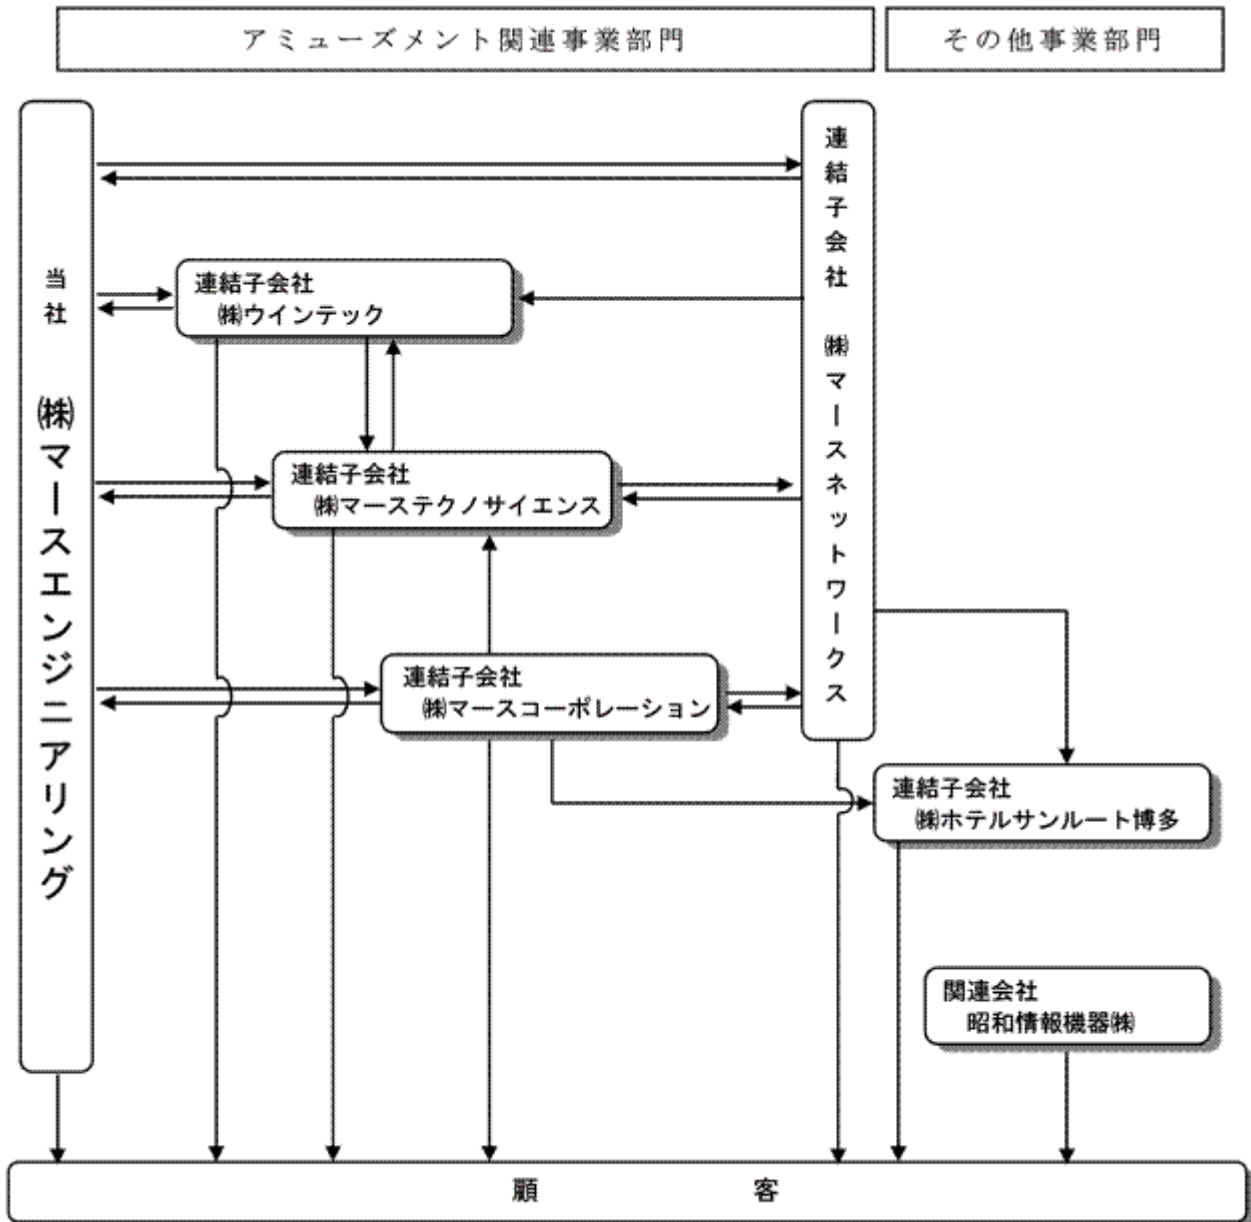 アミューズメント関連事業部門
その他事業部門
当社 ㈱マースエンジニアリング
連結子会社 ㈱マースネットワークス
連結子会社
㈱ウインテック
連結子会社
㈱マーステクノサイエンス
連結子会社
㈱マースコーポレーション
連結子会社
㈱ホテルサンルート博多
関連会社
昭和情報機器㈱
顧客